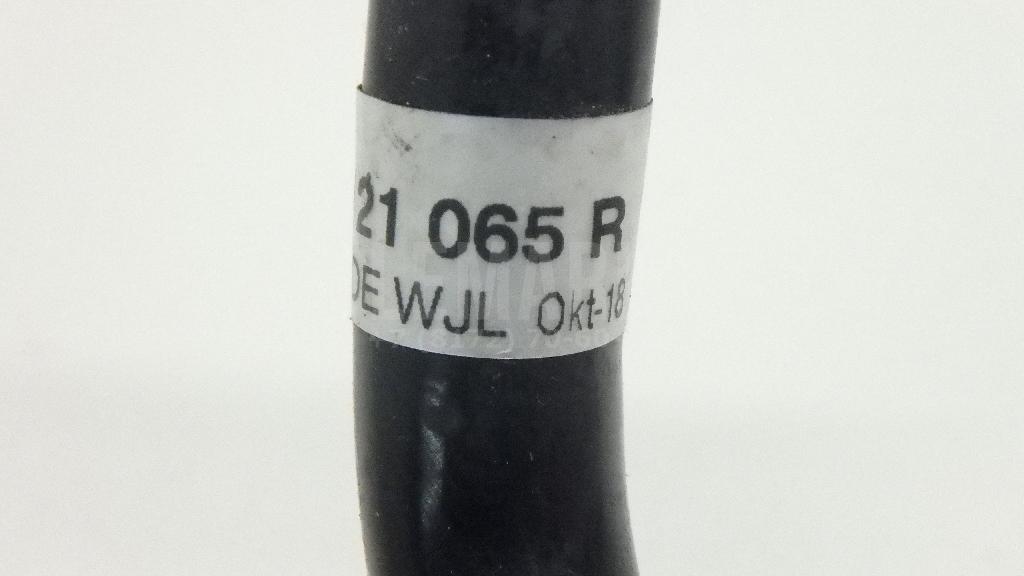 21 065 R
DE WJL Okt-18